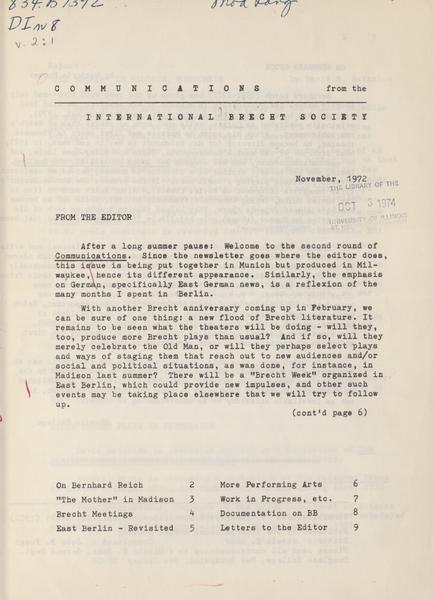 834.B7392
Mod Lang
DIn8
v. 2:1
COMMUNICATIONS from the
INTERNATIONAL BRECHT SOCIETY
November, 1972
THE LIBRARY OF THE
OCT 3 1974
UNIVERSITY OF ILLINOIS
FROM THE EDITOR
After a long summer pause: Welcome to the second round of
Communications. Since the newsletter goes where the editor does,
this issue is being put together in Munich but produced in Mil-
waukee, hence its different appearance. Similarly, the emphasis
on German, specifically East German news, is a reflexion of the
many months I spent in Berlin.
With another Brecht anniversary coming up in February, we
can be sure of one thing: a new flood of Brecht literature. It
remains to be seen what the theaters will be doing - will they,
too, produce more Brecht plays than usual? And if so, will they
merely celebrate the Old Man, or will they perhaps select plays
and ways of staging them that reach out to new audiences and/or
social and political situations, as was done, for instance, in
Madison last summer? There will be a "Brecht Week" organized in
East Berlin, which could provide new impulses, and other such
events may be taking place elsewhere that we will try to follow
up.
(cont'd page 6)
On Bernhard Reich 2 More Performing Arts 6
"The Mother" in Madison 3 Work in Progress, etc. 7
Brecht Meetings 4 Documentation on BB 8
East Berlin - Revisited 5 Letters to the Editor 9